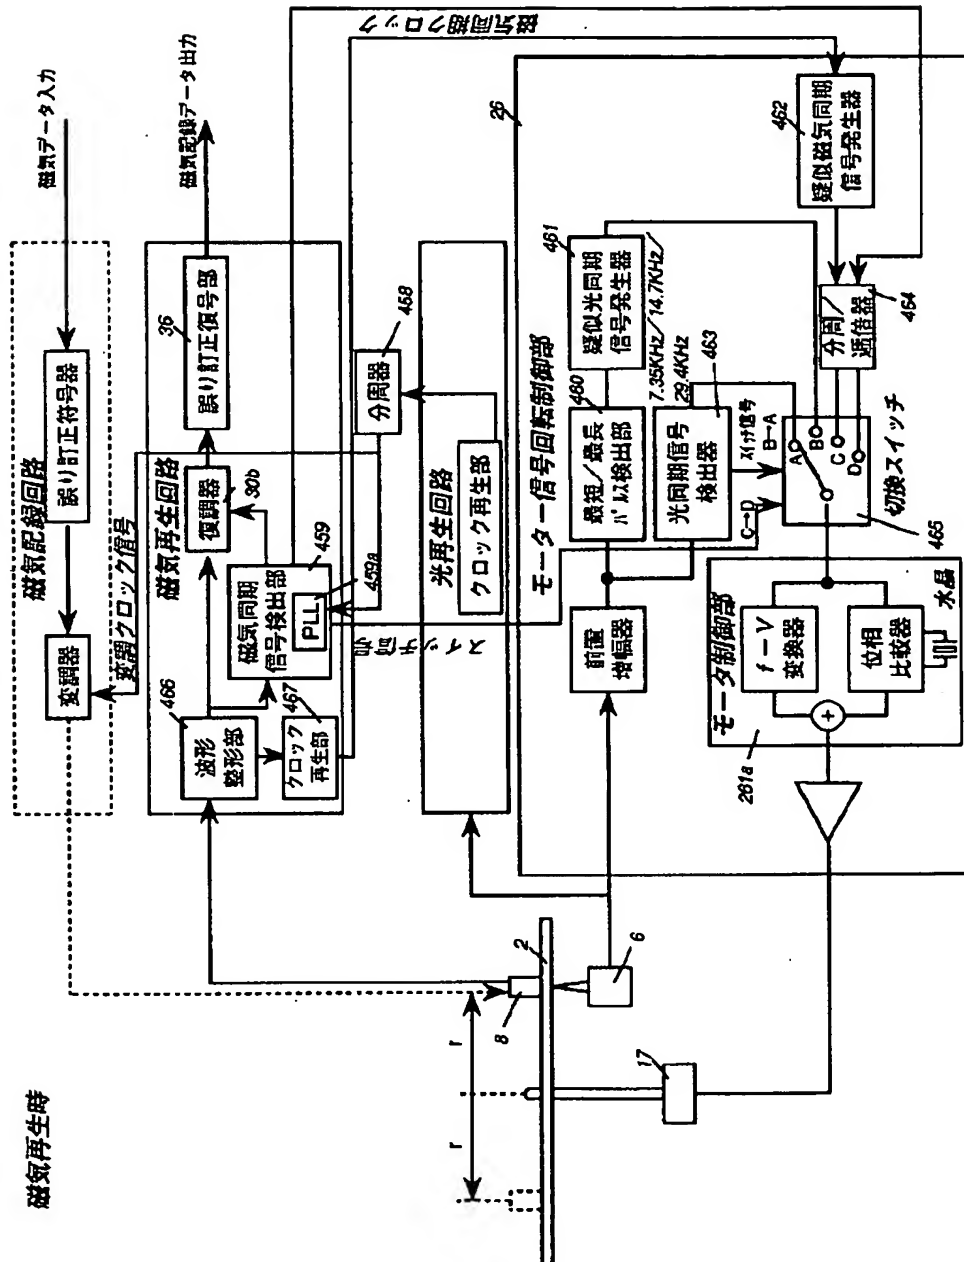 磁気再生時
磁気記録回路
変調器
誤り訂正符号器
磁気データ入力
変調クロック信号
磁気再生回路
466
波形
整形部
復調器
30b
36
誤り訂正復号部
磁気記録データ出力
磁気同期
信号検出部
PLL
459
459a
467
クロック
再生部
スイッチ信号
磁気同期クロック
458
分周器
光再生回路
クロック再生部
26
モーター信号回転制御部
前置
増幅器
460
最短/最長
パルス検出部
461
疑似光同期
信号発生器
7.35KHz/14.7KHz/
29.4KHz
光同期信号
検出器
463
462
疑似磁気同期
信号発生器
分周/
逓倍器
464
スイッチ信号
B→A
C→D
A
B
C
D
切換スイッチ
465
モータ制御部
261a
f-V
変換器
位相
比較器
水晶
+
2
6
8
17
r
r